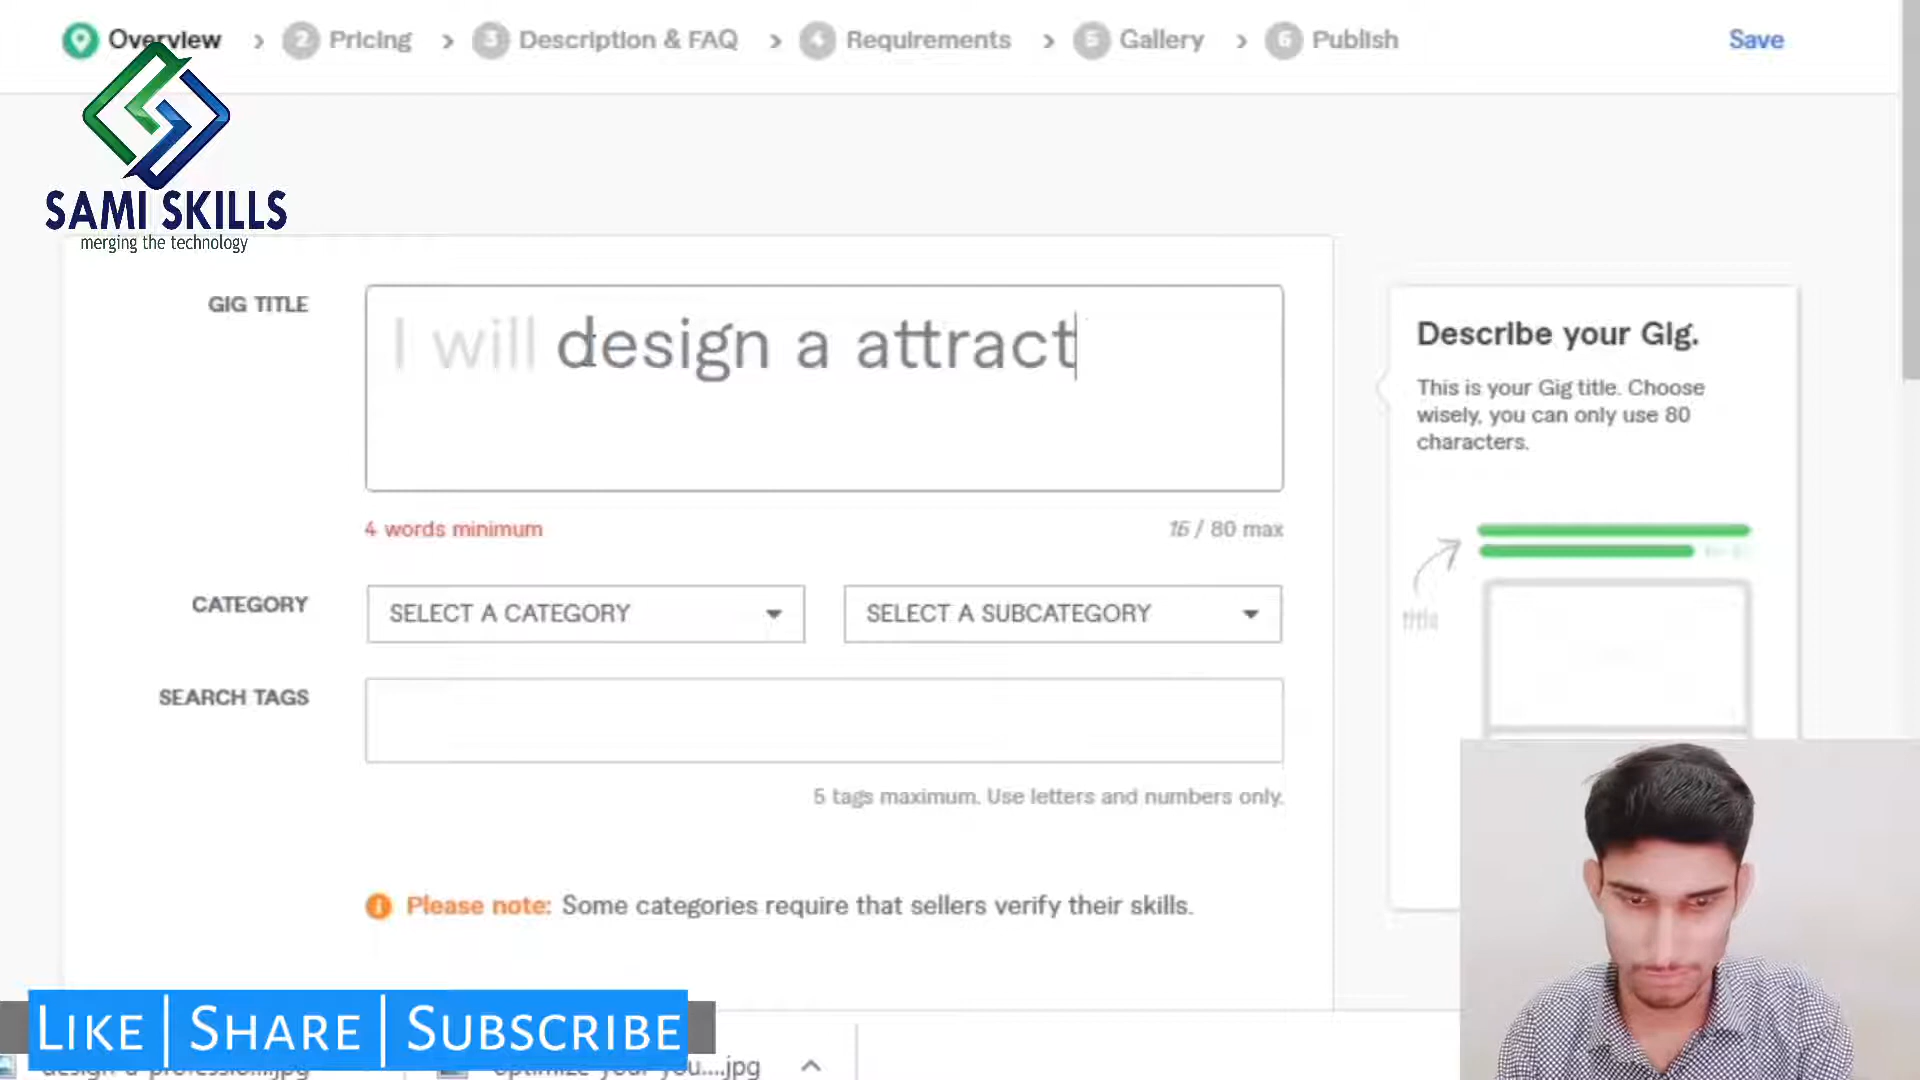 Overview > 2 Pricing > 3 Description & FAQ > 4 Requirements > 5 Gallery > 6 Publish
Save
SAMI SKILLS
merging the technology
GIG TITLE
I will design a attract
4 words minimum
15 / 80 max
CATEGORY
SELECT A CATEGORY
SELECT A SUBCATEGORY
SEARCH TAGS
5 tags maximum. Use letters and numbers only.
Please note: Some categories require that sellers verify their skills.
Describe your Gig.
This is your Gig title. Choose
wisely, you can only use 80
characters.
LIKE | SHARE | SUBSCRIBE